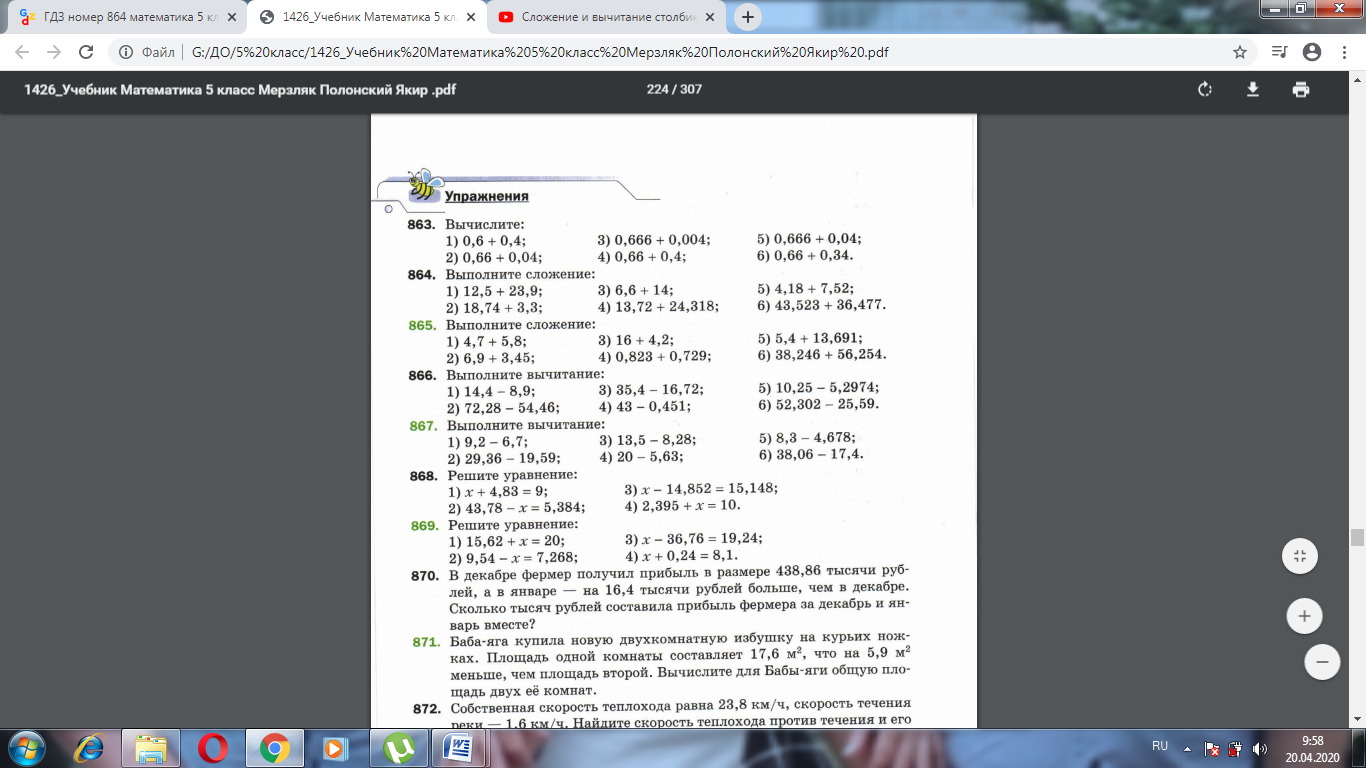 ГДЗ номер 864 математика 5 кл
1426_Учебник Математика 5 кл
Сложение и вычитание столби
Файл | G:/ДО/5%20класс/1426_Учебник%20Математика%205%20класс%20Мерзляк%20Полонский%20Якир%20.pdf
1426_Учебник Математика 5 класс Мерзляк Полонский Якир .pdf
224 / 307
Упражнения
863. Вычислите:
1) 0,6 + 0,4; 3) 0,666 + 0,004; 5) 0,666 + 0,04;
2) 0,66 + 0,04; 4) 0,66 + 0,4; 6) 0,66 + 0,34.
864. Выполните сложение:
1) 12,5 + 23,9; 3) 6,6 + 14; 5) 4,18 + 7,52;
2) 18,74 + 3,3; 4) 13,72 + 24,318; 6) 43,523 + 36,477.
865. Выполните сложение:
1) 4,7 + 5,8; 3) 16 + 4,2; 5) 5,4 + 13,691;
2) 6,9 + 3,45; 4) 0,823 + 0,729; 6) 38,246 + 56,254.
866. Выполните вычитание:
1) 14,4 – 8,9; 3) 35,4 – 16,72; 5) 10,25 – 5,2974;
2) 72,28 – 54,46; 4) 43 – 0,451; 6) 52,302 – 25,59.
867. Выполните вычитание:
1) 9,2 – 6,7; 3) 13,5 – 8,28; 5) 8,3 – 4,678;
2) 29,36 – 19,59; 4) 20 – 5,63; 6) 38,06 – 17,4.
868. Решите уравнение:
1) x + 4,83 = 9; 3) x – 14,852 = 15,148;
2) 43,78 – x = 5,384; 4) 2,395 + x = 10.
869. Решите уравнение:
1) 15,62 + x = 20; 3) x – 36,76 = 19,24;
2) 9,54 – x = 7,268; 4) x + 0,24 = 8,1.
870. В декабре фермер получил прибыль в размере 438,86 тысячи руб-
лей, а в январе — на 16,4 тысячи рублей больше, чем в декабре.
Сколько тысяч рублей составила прибыль фермера за декабрь и ян-
варь вместе?
871. Баба-яга купила новую двухкомнатную избушку на курьих нож-
ках. Площадь одной комнаты составляет 17,6 м², что на 5,9 м²
меньше, чем площадь второй. Вычислите для Бабы-яги общую пло-
щадь двух её комнат.
872. Собственная скорость теплохода равна 23,8 км/ч, скорость течения
реки — 1,6 км/ч. Найдите скорость теплохода против течения и его
RU
9:58
20.04.2020